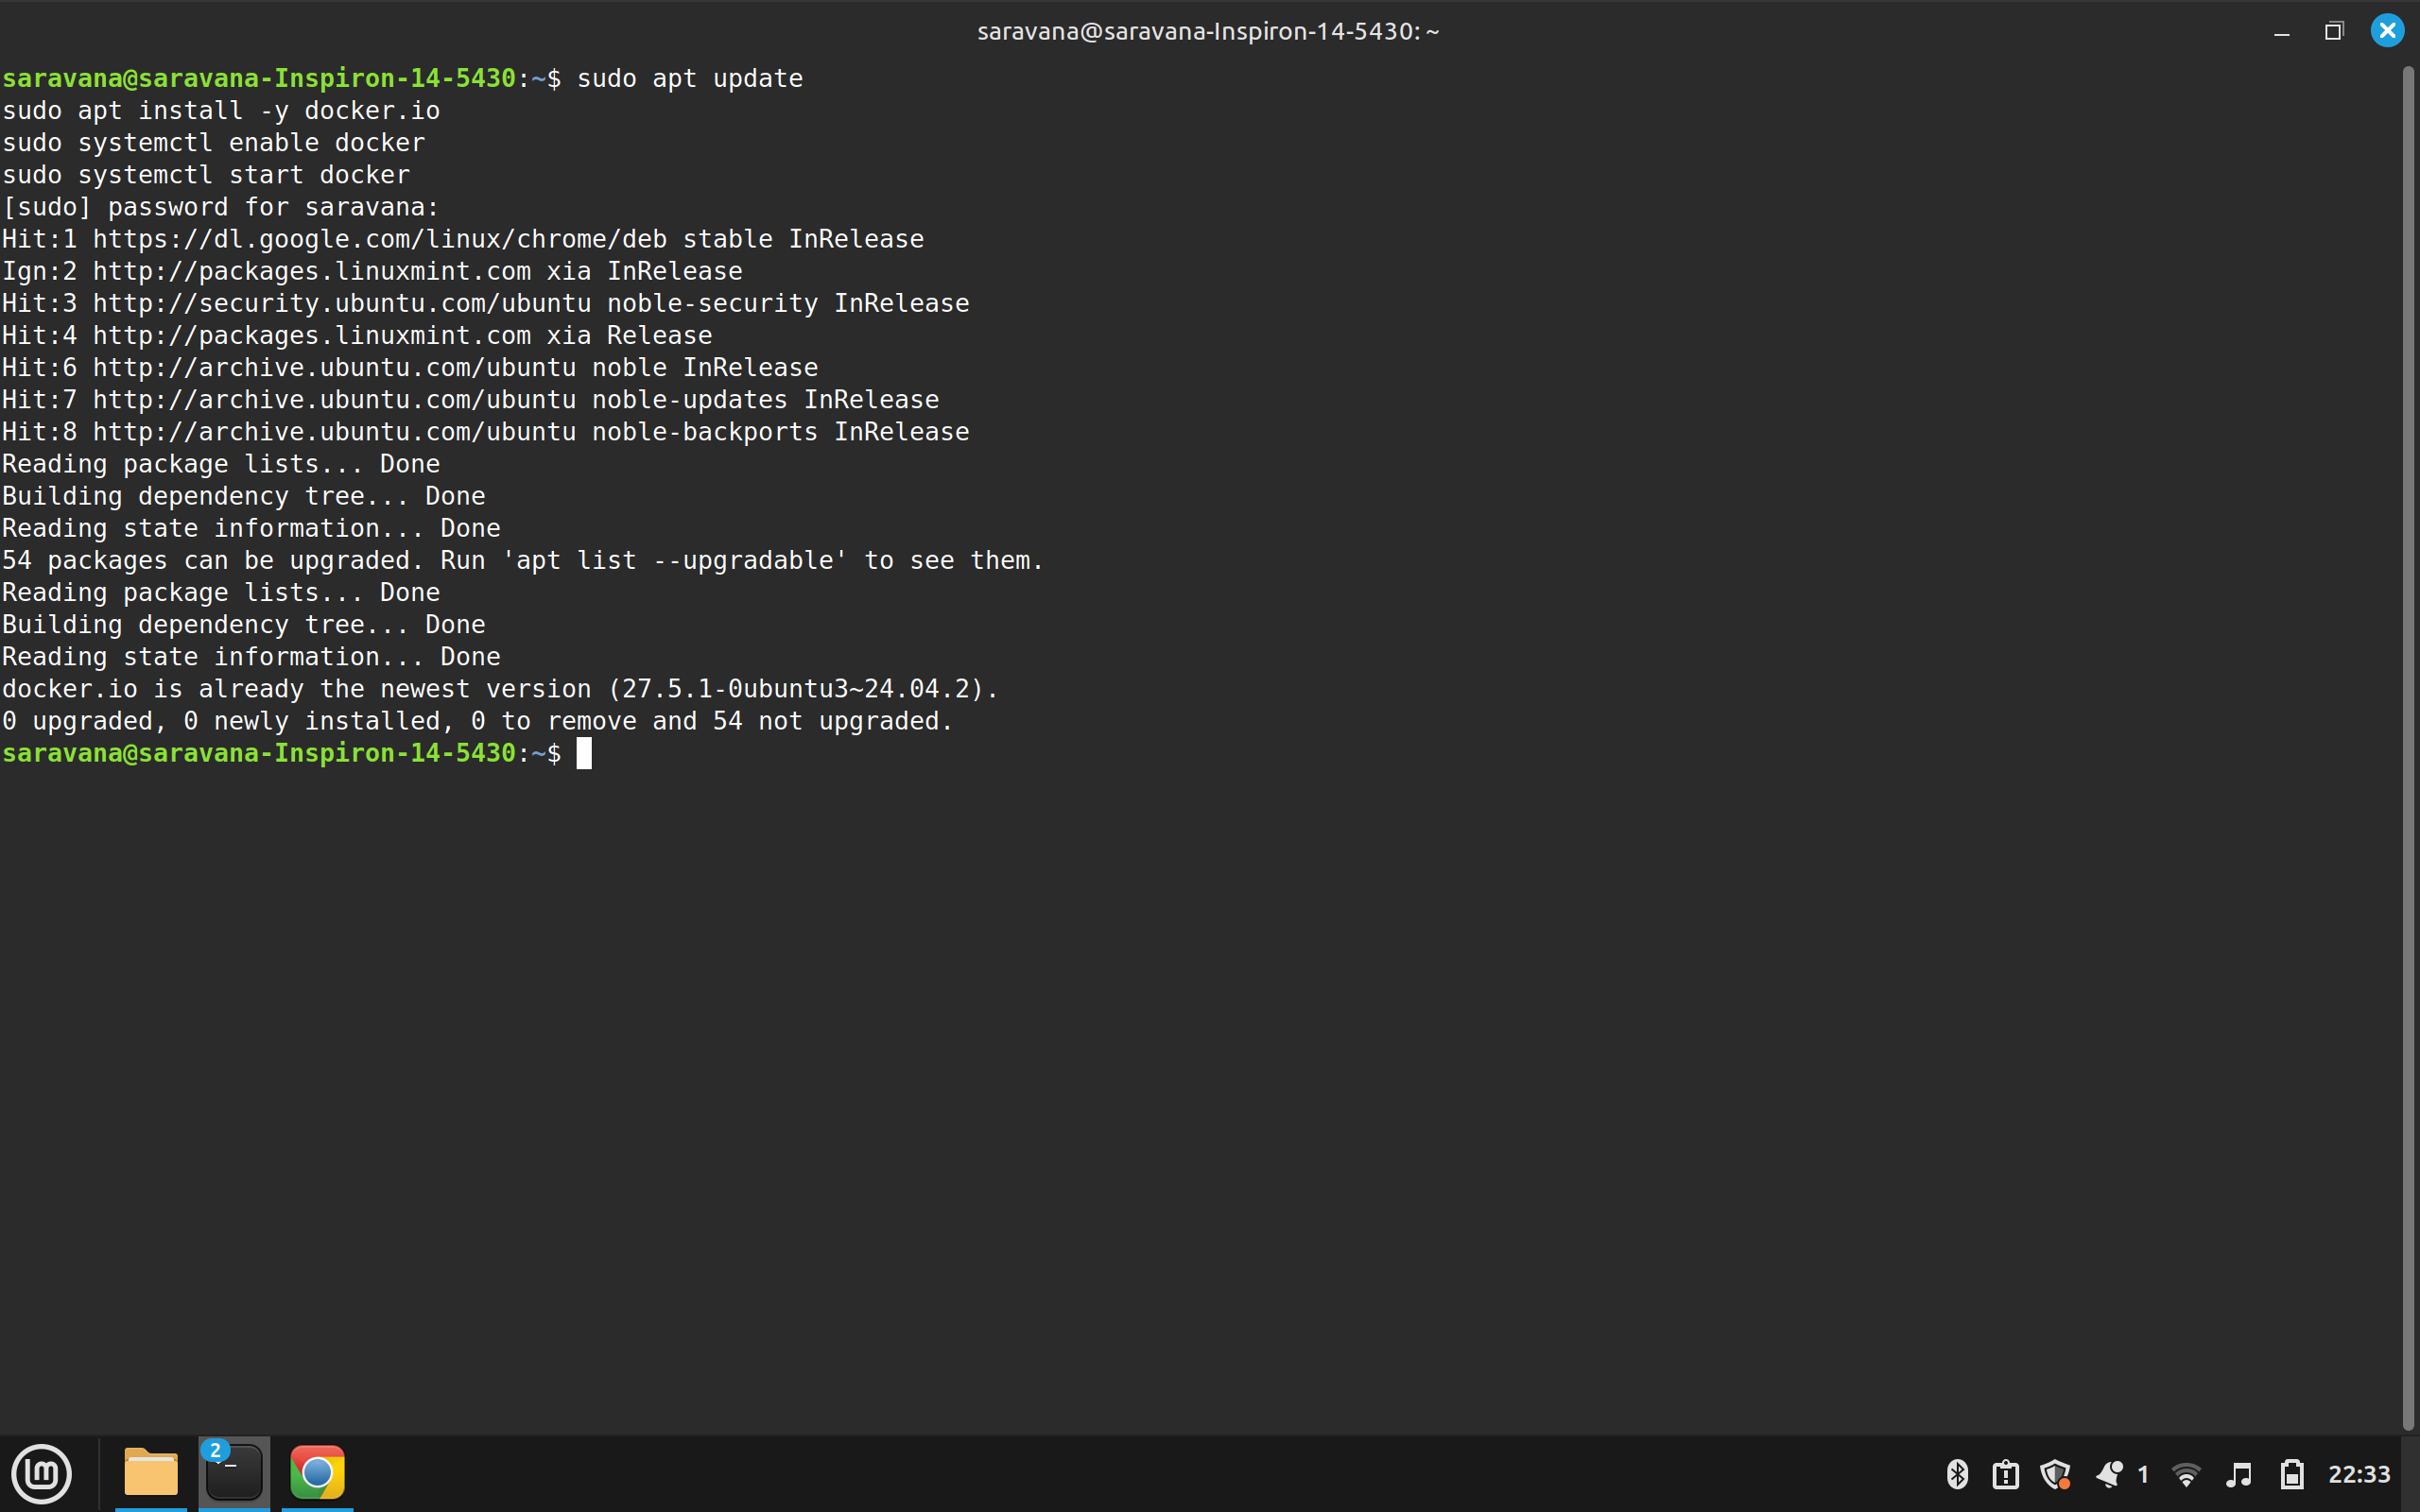 saravana@saravana-Inspiron-14-5430: ~
saravana@saravana-Inspiron-14-5430:~$ sudo apt update
sudo apt install -y docker.io
sudo systemctl enable docker
sudo systemctl start docker
[sudo] password for saravana:
Hit:1 https://dl.google.com/linux/chrome/deb stable InRelease
Ign:2 http://packages.linuxmint.com xia InRelease
Hit:3 http://security.ubuntu.com/ubuntu noble-security InRelease
Hit:4 http://packages.linuxmint.com xia Release
Hit:6 http://archive.ubuntu.com/ubuntu noble InRelease
Hit:7 http://archive.ubuntu.com/ubuntu noble-updates InRelease
Hit:8 http://archive.ubuntu.com/ubuntu noble-backports InRelease
Reading package lists... Done
Building dependency tree... Done
Reading state information... Done
54 packages can be upgraded. Run 'apt list --upgradable' to see them.
Reading package lists... Done
Building dependency tree... Done
Reading state information... Done
docker.io is already the newest version (27.5.1-0ubuntu3~24.04.2).
0 upgraded, 0 newly installed, 0 to remove and 54 not upgraded.
saravana@saravana-Inspiron-14-5430:~$
2
1
22:33